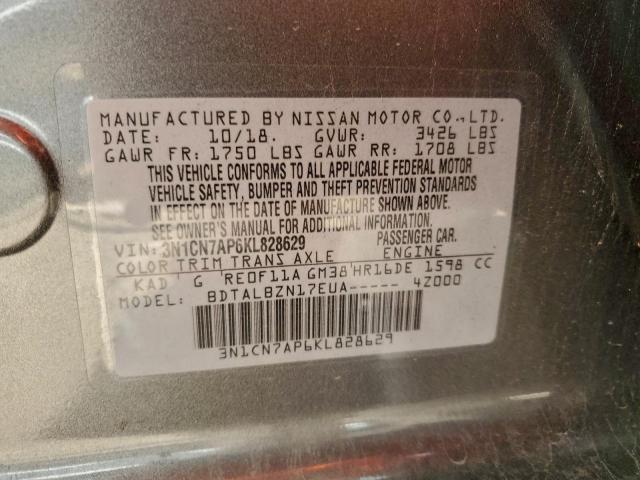 MANUFACTURED BY NISSAN MOTOR CO.,LTD.
DATE: 10/18. GVWR: 3426 LBS
GAWR FR: 1750 LBS GAWR RR: 1708 LBS
THIS VEHICLE CONFORMS TO ALL APPLICABLE FEDERAL MOTOR
VEHICLE SAFETY, BUMPER AND THEFT PREVENTION STANDARDS
IN EFFECT ON THE DATE OF MANUFACTURE SHOWN ABOVE.
SEE OWNER'S MANUAL FOR ADDITIONAL INFORMATION.
VIN: 3N1CN7AP6KL828629 PASSENGER CAR.
COLOR TRIM TRANS AXLE ENGINE
KAD G RE0F11A GM38 HR16DE 1598 CC
MODEL: BDTALBZN17EUA----- 4Z000
3N1CN7AP6KL828629